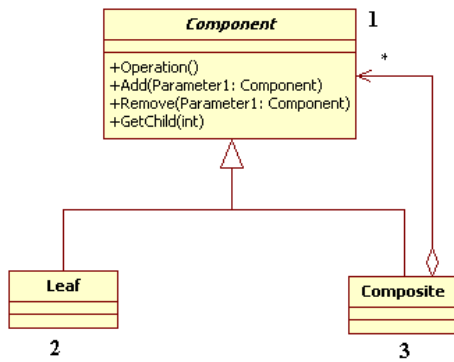 Component
1
+Operation()
+Add(Parameter1: Component)
+Remove(Parameter1: Component)
+GetChild(int)
*
Leaf
Composite
2
3